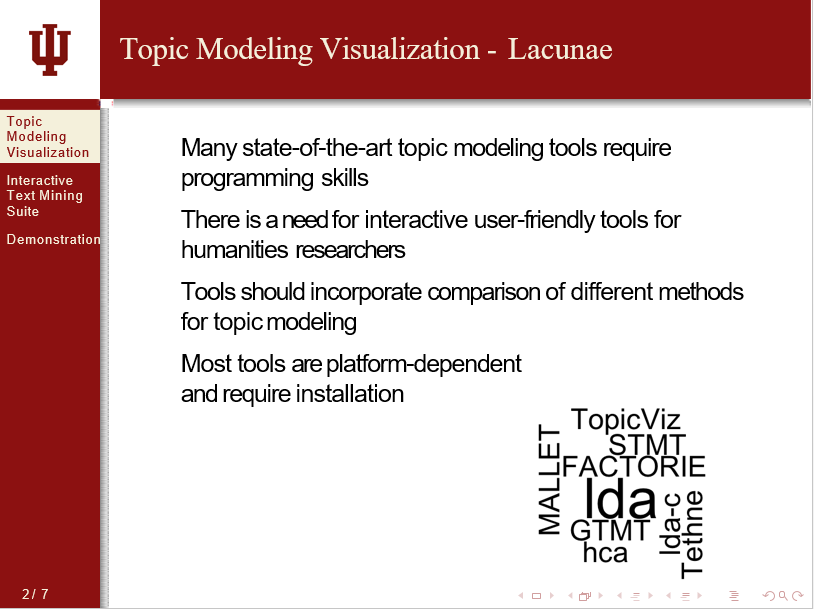 Topic Modeling Visualization - Lacunae
Topic
Modeling
Visualization
Interactive
Text Mining
Suite
Demonstration
Many state-of-the-art topic modeling tools require
programming skills
There is a need for interactive user-friendly tools for
humanities researchers
Tools should incorporate comparison of different methods
for topic modeling
Most tools are platform-dependent
and require installation
TopicViz
STMT
MALLET
FACTORIE
lda
lda-c
Tethne
GTMT
hca
2 / 7